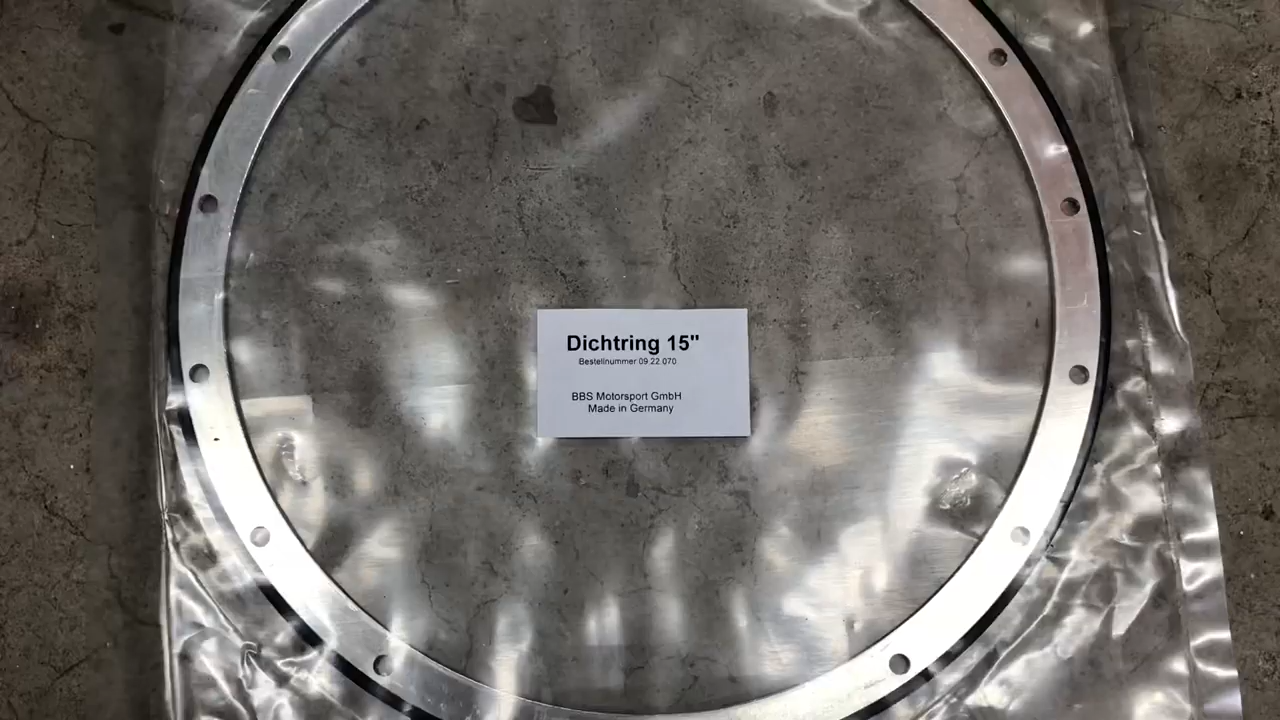 Dichtring 15"
Bestellnummer 09.22.070
BBS Motorsport GmbH
Made in Germany